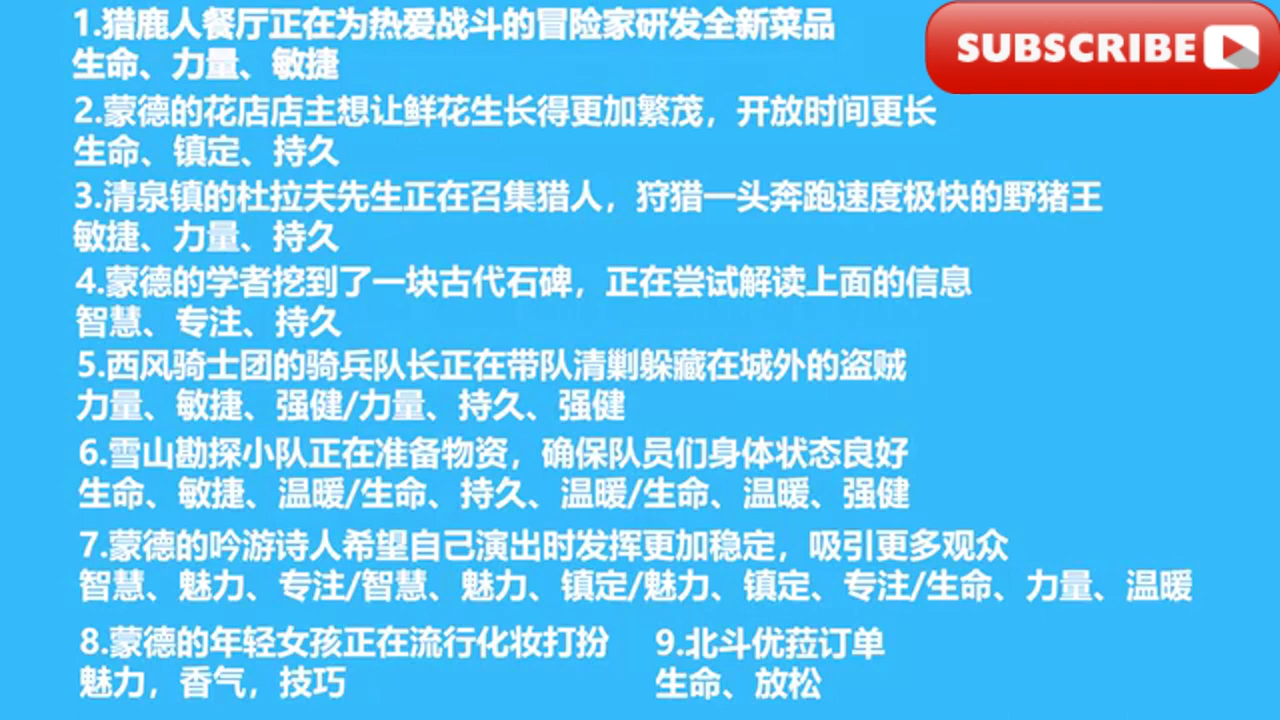 1.猎鹿人餐厅正在为热爱战斗的冒险家研发全新菜品
SUBSCRIBE
生命、力量、敏捷
2.蒙德的花店店主想让鲜花生长得更加繁茂，开放时间更长
生命、镇定、持久
3.清泉镇的杜拉夫先生正在召集猎人，狩猎一头奔跑速度极快的野猪王
敏捷、力量、持久
4.蒙德的学者挖到了一块古代石碑，正在尝试解读上面的信息
智慧、专注、持久
5.西风骑士团的骑兵队长正在带队清剿躲藏在城外的盗贼
力量、敏捷、强健/力量、持久、强健
6.雪山勘探小队正在准备物资，确保队员们身体状态良好
生命、敏捷、温暖/生命、持久、温暖/生命、温暖、强健
7.蒙德的吟游诗人希望自己演出时发挥更加稳定，吸引更多观众
智慧、魅力、专注/智慧、魅力、镇定/魅力、镇定、专注/生命、力量、温暖
8.蒙德的年轻女孩正在流行化妆打扮
魅力，香气，技巧
9.北斗优菈订单
生命、放松